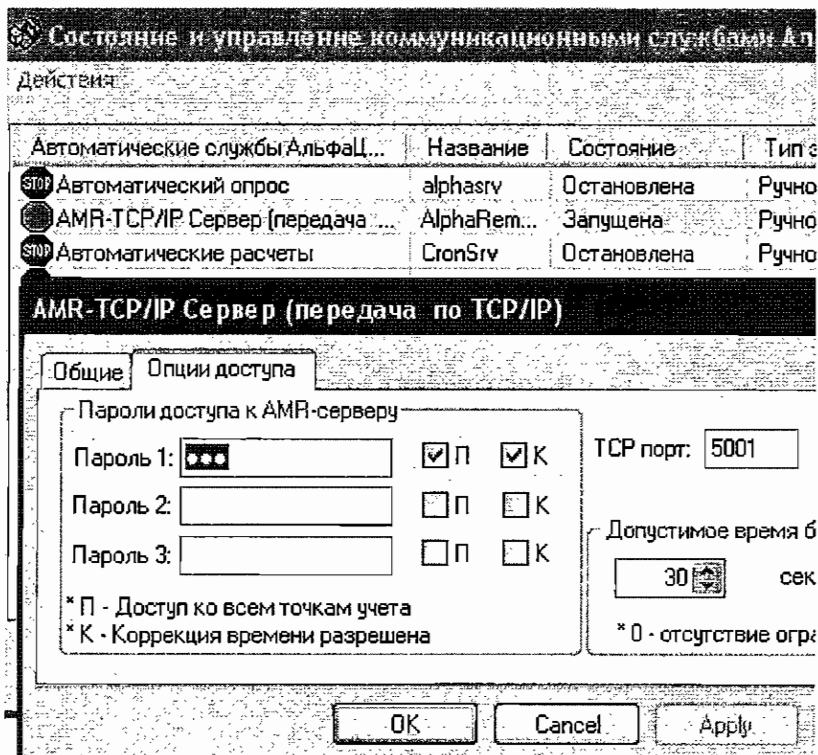 Состояние и управление коммуникационными службами Ал
Действия
Автоматические службы АльфаЦ... Название Состояние Тип з
STOP Автоматический опрос alphasrv Остановлена Ручно
AMR-TCP/IP Сервер (передача ... AlphaRem... Запущена Ручно
STOP Автоматические расчеты CronSrv Остановлена Ручно
AMR-TCP/IP Сервер (передача по TCP/IP)
Общие Опции доступа
Пароли доступа к AMR-серверу
Пароль 1: П К TCP порт: 5001
Пароль 2: П К
Допустимое время б
Пароль 3: П К
30 сек
* П - Доступ ко всем точкам учета
* К - Коррекция времени разрешена * 0 - отсутствие огра
OK Cancel Apply